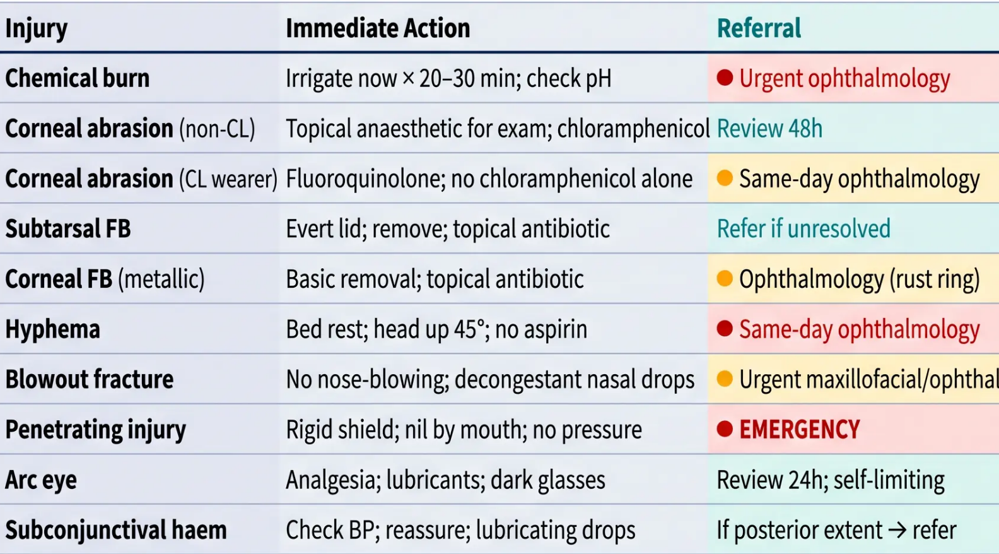 Injury Immediate Action Referral
Chemical burn Irrigate now × 20–30 min; check pH Urgent ophthalmology
Corneal abrasion (non-CL) Topical anaesthetic for exam; chloramphenicol Review 48h
Corneal abrasion (CL wearer) Fluoroquinolone; no chloramphenicol alone Same-day ophthalmology
Subtarsal FB Evert lid; remove; topical antibiotic Refer if unresolved
Corneal FB (metallic) Basic removal; topical antibiotic Ophthalmology (rust ring)
Hyphema Bed rest; head up 45°; no aspirin Same-day ophthalmology
Blowout fracture No nose-blowing; decongestant nasal drops Urgent maxillofacial/ophthal
Penetrating injury Rigid shield; nil by mouth; no pressure EMERGENCY
Arc eye Analgesia; lubricants; dark glasses Review 24h; self-limiting
Subconjunctival haem Check BP; reassure; lubricating drops If posterior extent → refer